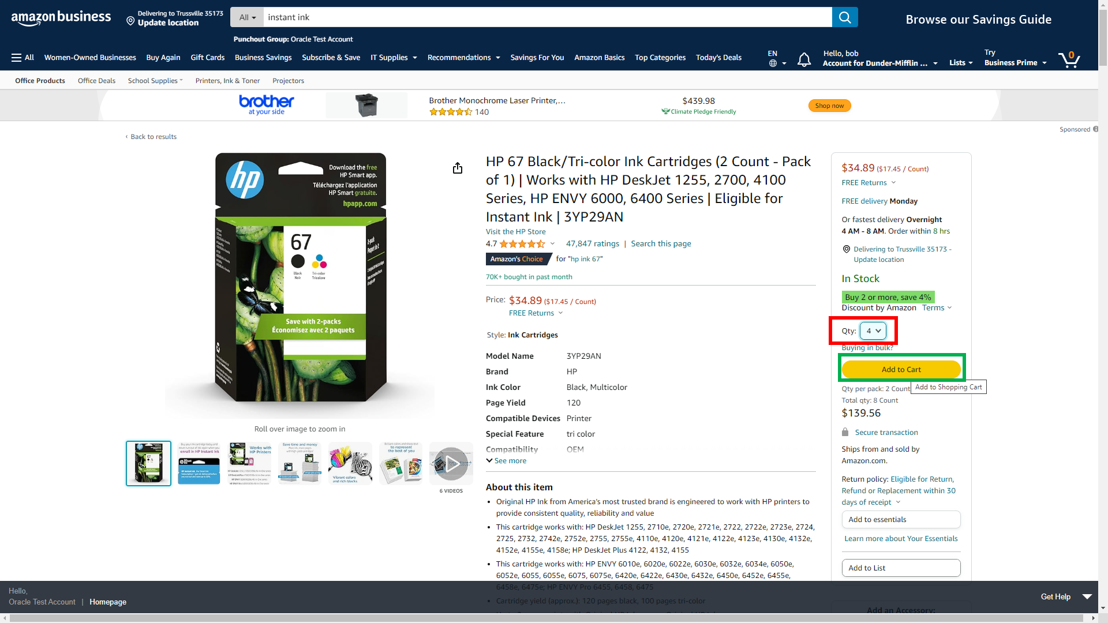 amazon business
Delivering to Trussville 35173
Update location
All
instant ink
Browse our Savings Guide
Punchout Group: Oracle Test Account
All
Women-Owned Businesses
Buy Again
Gift Cards
Business Savings
Subscribe & Save
IT Supplies
Recommendations
Savings For You
Amazon Basics
Top Categories
Today's Deals
EN
Hello, bob
Account for Dunder-Mifflin ...
Lists
Try
Business Prime
0
Office Products
Office Deals
School Supplies
Printers, Ink & Toner
Projectors
brother
at your side
Brother Monochrome Laser Printer,...
140
$439.98
Climate Pledge Friendly
Shop now
Sponsored
‹ Back to results
hp
Download the free
HP Smart app.
Téléchargez l'application
HP Smart gratuite.
hpapp.com
67
Black
Noir
Tri-color
Tricolore
Save with 2-packs
Économisez avec 2 paquets
Roll over image to zoom in
6 VIDEOS
HP 67 Black/Tri-color Ink Cartridges (2 Count - Pack
of 1) | Works with HP DeskJet 1255, 2700, 4100
Series, HP ENVY 6000, 6400 Series | Eligible for
Instant Ink | 3YP29AN
Visit the HP Store
4.7
47,847 ratings | Search this page
Amazon's Choice for "hp ink 67"
70K+ bought in past month
Price: $34.89 ($17.45 / Count)
FREE Returns
Style: Ink Cartridges
Model Name 3YP29AN
Brand HP
Ink Color Black, Multicolor
Page Yield 120
Compatible Devices Printer
Special Feature tri color
Compatibility OEM
See more
About this item
• Original HP Ink from America's most trusted brand is engineered to work with HP printers to
provide consistent quality, reliability and value
• This cartridge works with: HP DeskJet 1255, 2710e, 2720e, 2721e, 2722, 2722e, 2723e, 2724,
2725, 2732, 2742e, 2752e, 255, 2755e, 4110e, 4120e, 4121e, 4122e, 4123e, 4130e, 4132e,
4152e, 4155e, 4158e; HP DeskJet Plus 4122, 4132, 4155
• This cartridge works with: HP ENVY 6010e, 6020e, 6022e, 6030e, 6032e, 6034e, 6050e,
6052e, 6055, 6055e, 6075, 6075e, 6420e, 6422e, 6430e, 6432e, 6450e, 6452e, 6455e,
6458e, 6475e; HP ENVY Pro 6455, 6458, 6475
• Cartridge yield (approx.): 120 pages black, 100 pages tri-color
$34.89 ($17.45 / Count)
FREE Returns
FREE delivery Monday
Or fastest delivery Overnight
4 AM - 8 AM. Order within 8 hrs
Delivering to Trussville 35173 -
Update location
In Stock
Buy 2 or more, save 4%
Discount by Amazon Terms
Qty: 4
Buying in bulk?
Add to Cart
Add to Shopping Cart
Qty per pack: 2 Count
Total qty: 8 Count
$139.56
Secure transaction
Ships from and sold by
Amazon.com.
Return policy: Eligible for Return,
Refund or Replacement within 30
days of receipt
Add to essentials
Learn more about Your Essentials
Add to List
Add an Accessory:
Hello,
Oracle Test Account | Homepage
Get Help